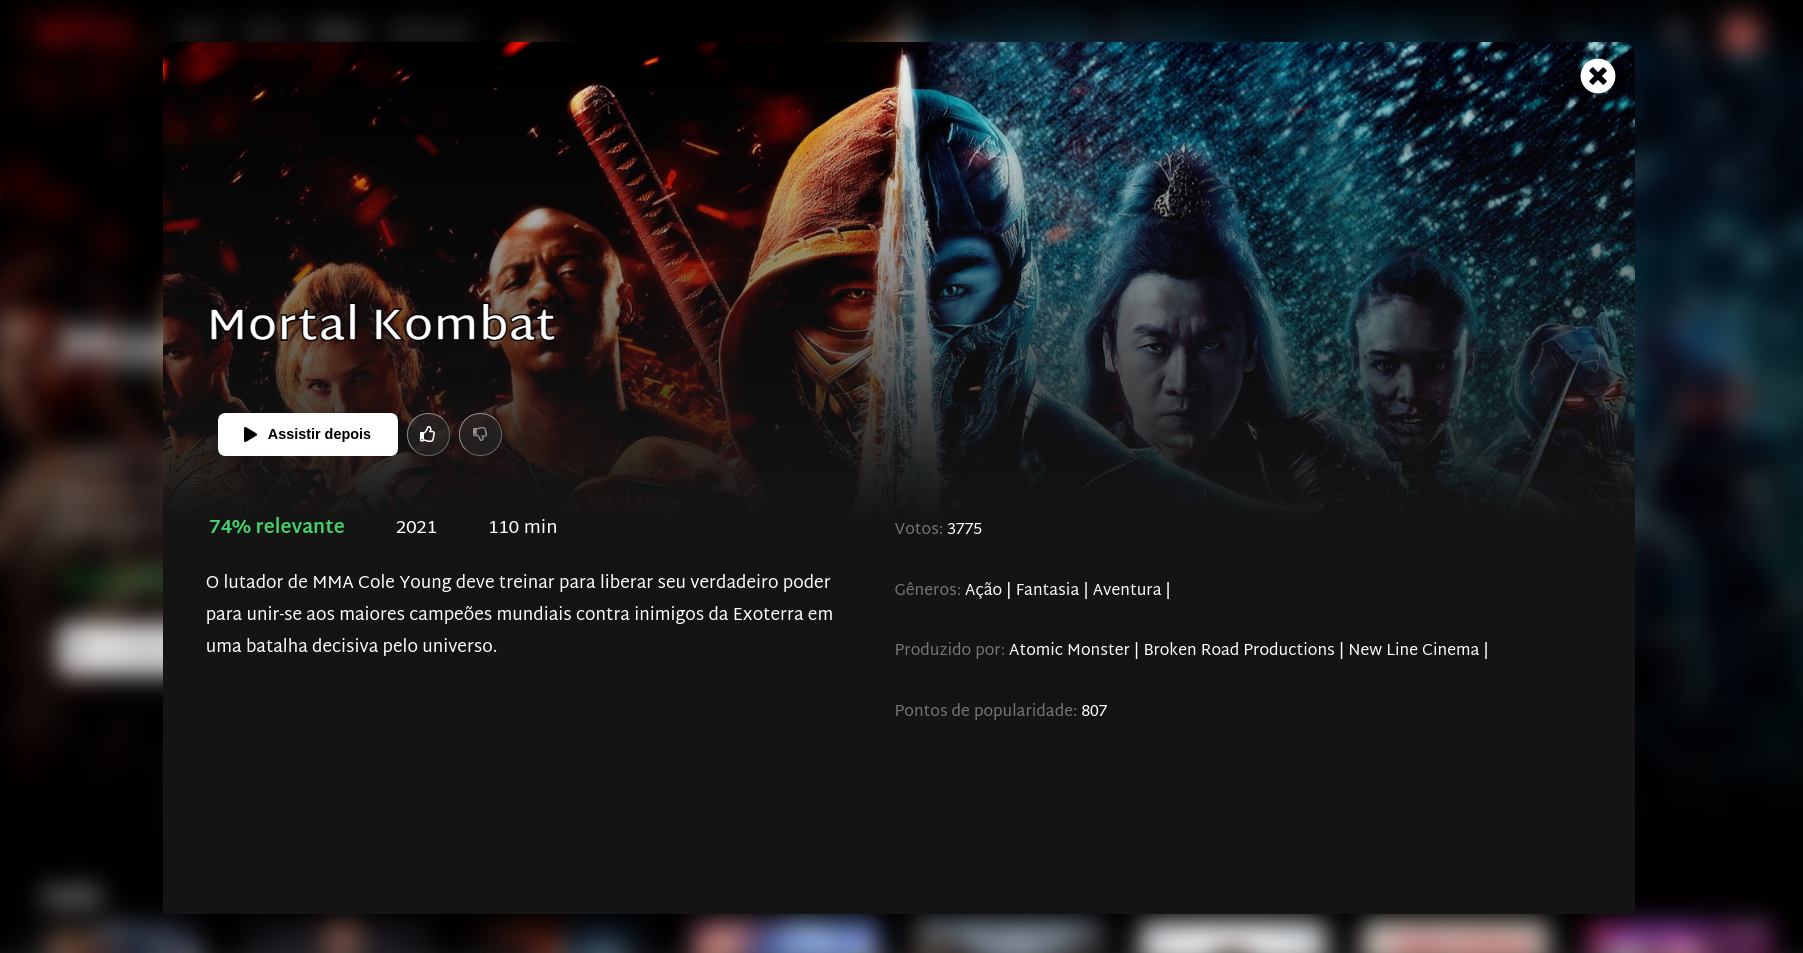 Mortal Kombat
Assistir depois
74% relevante 2021 110 min
O lutador de MMA Cole Young deve treinar para liberar seu verdadeiro poder
para unir-se aos maiores campeões mundiais contra inimigos da Exoterra em
uma batalha decisiva pelo universo.
Votos: 3775
Gêneros: Ação | Fantasia | Aventura |
Produzido por: Atomic Monster | Broken Road Productions | New Line Cinema |
Pontos de popularidade: 807